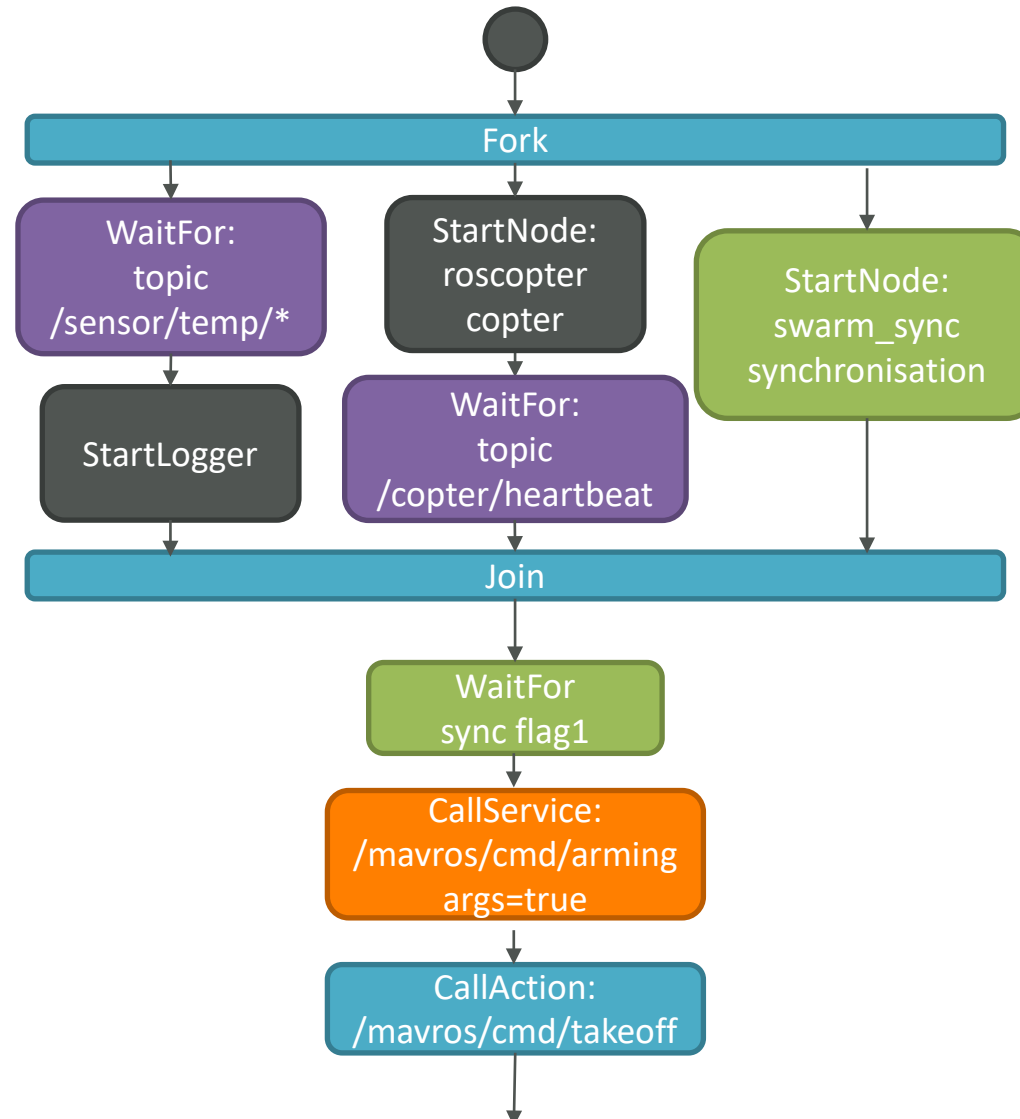 Fork
WaitFor:
topic
/sensor/temp/*
StartLogger
StartNode:
roscopter
copter
WaitFor:
topic
/copter/heartbeat
StartNode:
swarm_sync
synchronisation
Join
WaitFor
sync flag1
CallService:
/mavros/cmd/arming
args=true
CallAction:
/mavros/cmd/takeoff